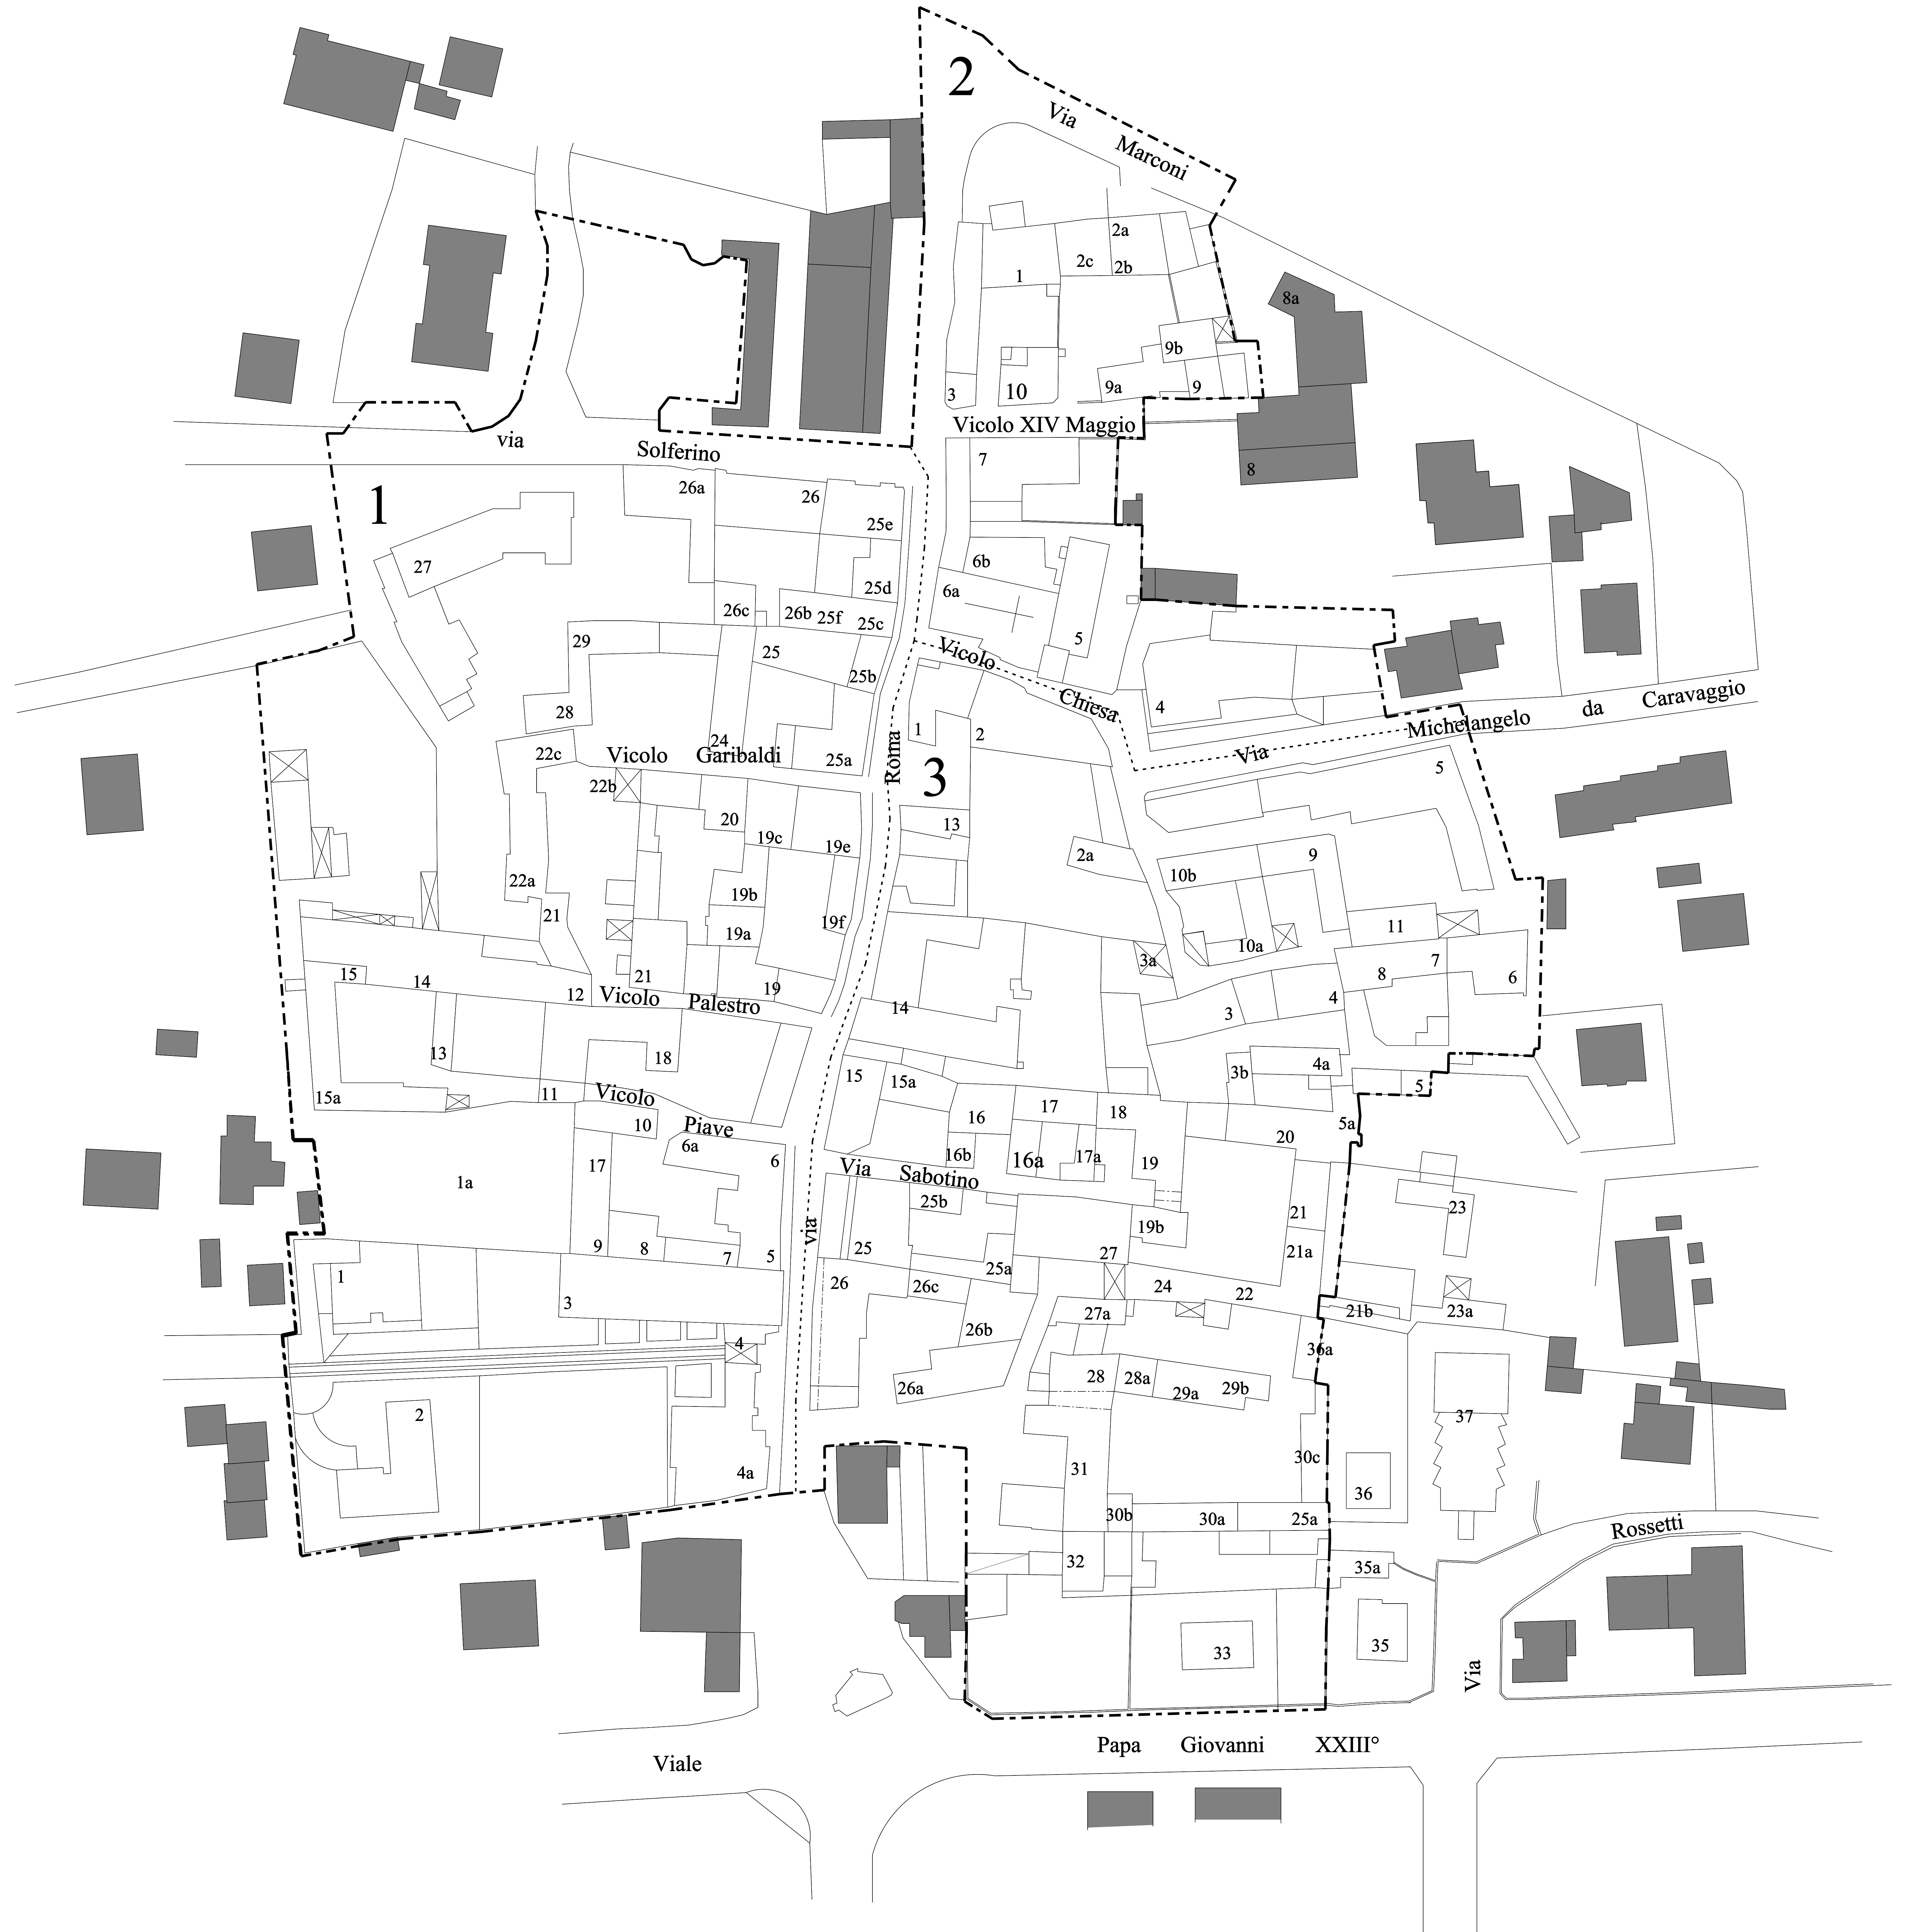 2
Via
Marconi
2a
2c
2b
1
8a
9b
3
10
9a
9
Vicolo XIV Maggio
via
Solferino
7
8
26a
26
1
25e
27
6b
25d
6a
26c
26b
25f
25c
29
5
25
Vicolo
25b
Chiesa
Caravaggio
da
28
4
Michelangelo
1
2
24
22c
Vicolo
Garibaldi
Via
25a
Roma
5
22b
3
20
13
19c
19e
2a
9
22a
10b
19b
21
19f
11
19a
10a
3a
7
15
14
21
8
6
19
12
Vicolo
Palestro
4
14
3
13
18
4a
15
15a
3b
5
15a
11
Vicolo
17
18
16
10
Piave
5a
20
6a
16b
16a
17a
6
17
Via
19
Sabotino
1a
25b
23
21
via
19b
9
8
25
27
21a
7
5
25a
1
26
26c
24
22
3
27a
21b
23a
26b
4
36a
28
28a
26a
29a
29b
2
37
30c
31
4a
36
30b
30a
25a
Rossetti
32
35a
35
33
Via
Papa
Giovanni
XXIII°
Viale